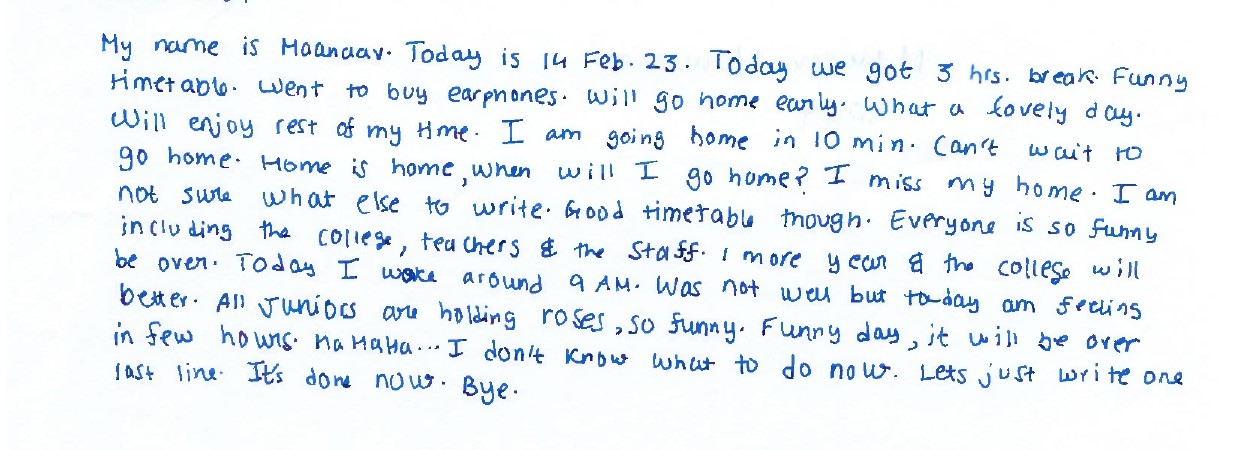 My name is Maanaav. Today is 14 Feb. 23. Today we got 3 hrs. break. Funny
timetable. Went to buy earphones. Will go home early. What a lovely day.
Will enjoy rest of my time. I am going home in 10 min. Can't wait to
go home. Home is home, when will I go home? I miss my home. I am
not sure what else to write. Good timetable though. Everyone is so funny
including the college, teachers & the staff. 1 more year & the college will
be over. Today I woke around 9 AM. Was not well but to-day am feeling
better. All Juniors are holding roses, so funny. Funny day, it will be over
in few hours. Ha HaHa... I don't know what to do now. Lets just write one
last line. It's done now. Bye.